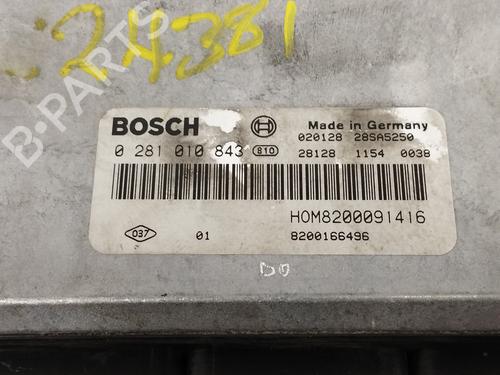 24381
B-PARTS
BOSCH
Made in Germany
020128 28SA5250
0 281 010 843 810 28128 1154 0038
HOM8200091416
037 01 8200166496
DO